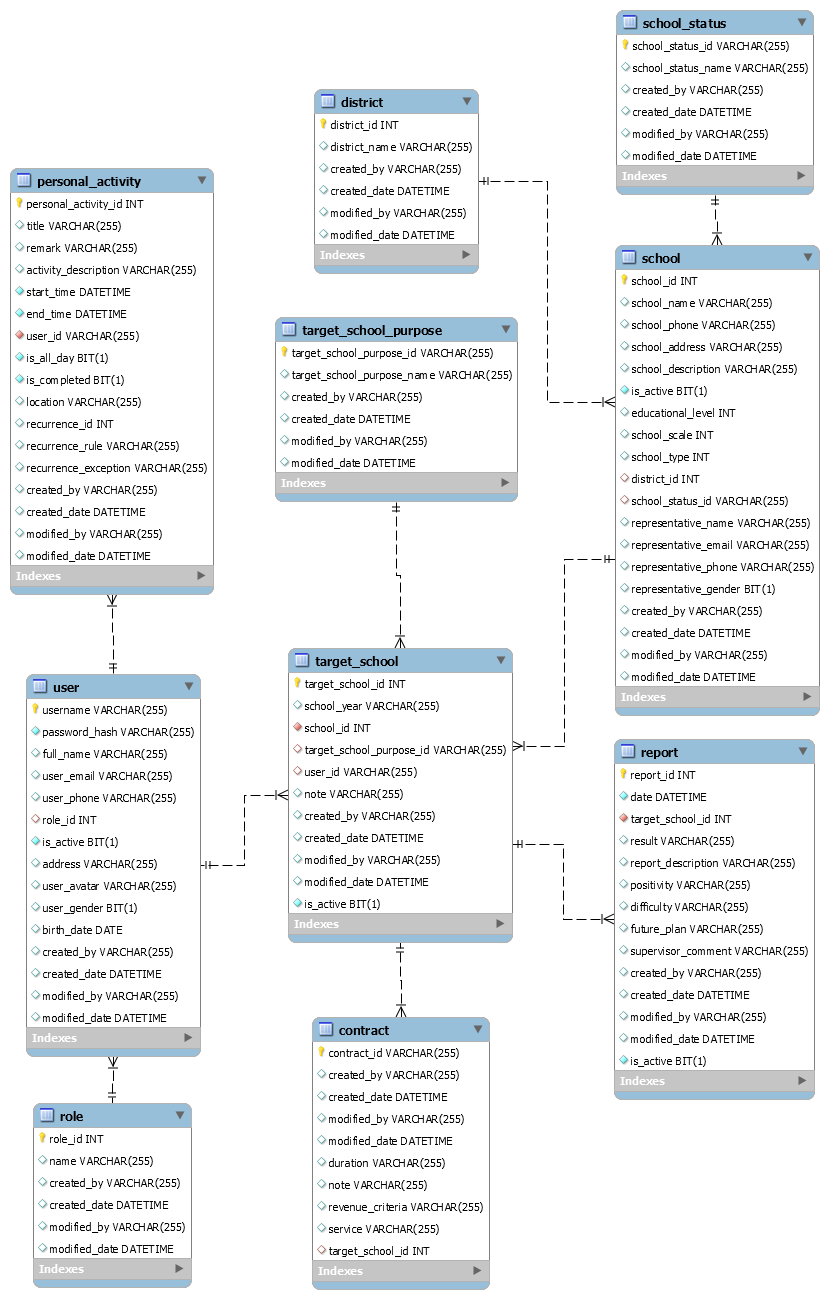 school_status
school_status_id VARCHAR(255)
school_status_name VARCHAR(255)
created_by VARCHAR(255)
created_date DATETIME
modified_by VARCHAR(255)
modified_date DATETIME
Indexes
district
district_id INT
district_name VARCHAR(255)
created_by VARCHAR(255)
created_date DATETIME
modified_by VARCHAR(255)
modified_date DATETIME
Indexes
personal_activity
personal_activity_id INT
title VARCHAR(255)
remark VARCHAR(255)
activity_description VARCHAR(255)
start_time DATETIME
end_time DATETIME
user_id VARCHAR(255)
is_all_day BIT(1)
is_completed BIT(1)
location VARCHAR(255)
recurrence_id INT
recurrence_rule VARCHAR(255)
recurrence_exception VARCHAR(255)
created_by VARCHAR(255)
created_date DATETIME
modified_by VARCHAR(255)
modified_date DATETIME
Indexes
school
school_id INT
school_name VARCHAR(255)
school_phone VARCHAR(255)
school_address VARCHAR(255)
school_description VARCHAR(255)
is_active BIT(1)
educational_level INT
school_scale INT
school_type INT
district_id INT
school_status_id VARCHAR(255)
representative_name VARCHAR(255)
representative_email VARCHAR(255)
representative_phone VARCHAR(255)
representative_gender BIT(1)
created_by VARCHAR(255)
created_date DATETIME
modified_by VARCHAR(255)
modified_date DATETIME
Indexes
target_school_purpose
target_school_purpose_id VARCHAR(255)
target_school_purpose_name VARCHAR(255)
created_by VARCHAR(255)
created_date DATETIME
modified_by VARCHAR(255)
modified_date DATETIME
Indexes
target_school
target_school_id INT
school_year VARCHAR(255)
school_id INT
target_school_purpose_id VARCHAR(255)
user_id VARCHAR(255)
note VARCHAR(255)
created_by VARCHAR(255)
created_date DATETIME
modified_by VARCHAR(255)
modified_date DATETIME
is_active BIT(1)
Indexes
user
username VARCHAR(255)
password_hash VARCHAR(255)
full_name VARCHAR(255)
user_email VARCHAR(255)
user_phone VARCHAR(255)
role_id INT
is_active BIT(1)
address VARCHAR(255)
user_avatar VARCHAR(255)
user_gender BIT(1)
birth_date DATE
created_by VARCHAR(255)
created_date DATETIME
modified_by VARCHAR(255)
modified_date DATETIME
Indexes
report
report_id INT
date DATETIME
target_school_id INT
result VARCHAR(255)
report_description VARCHAR(255)
positivity VARCHAR(255)
difficulty VARCHAR(255)
future_plan VARCHAR(255)
supervisor_comment VARCHAR(255)
created_by VARCHAR(255)
created_date DATETIME
modified_by VARCHAR(255)
modified_date DATETIME
is_active BIT(1)
Indexes
contract
contract_id VARCHAR(255)
created_by VARCHAR(255)
created_date DATETIME
modified_by VARCHAR(255)
modified_date DATETIME
duration VARCHAR(255)
note VARCHAR(255)
revenue_criteria VARCHAR(255)
service VARCHAR(255)
target_school_id INT
Indexes
role
role_id INT
name VARCHAR(255)
created_by VARCHAR(255)
created_date DATETIME
modified_by VARCHAR(255)
modified_date DATETIME
Indexes